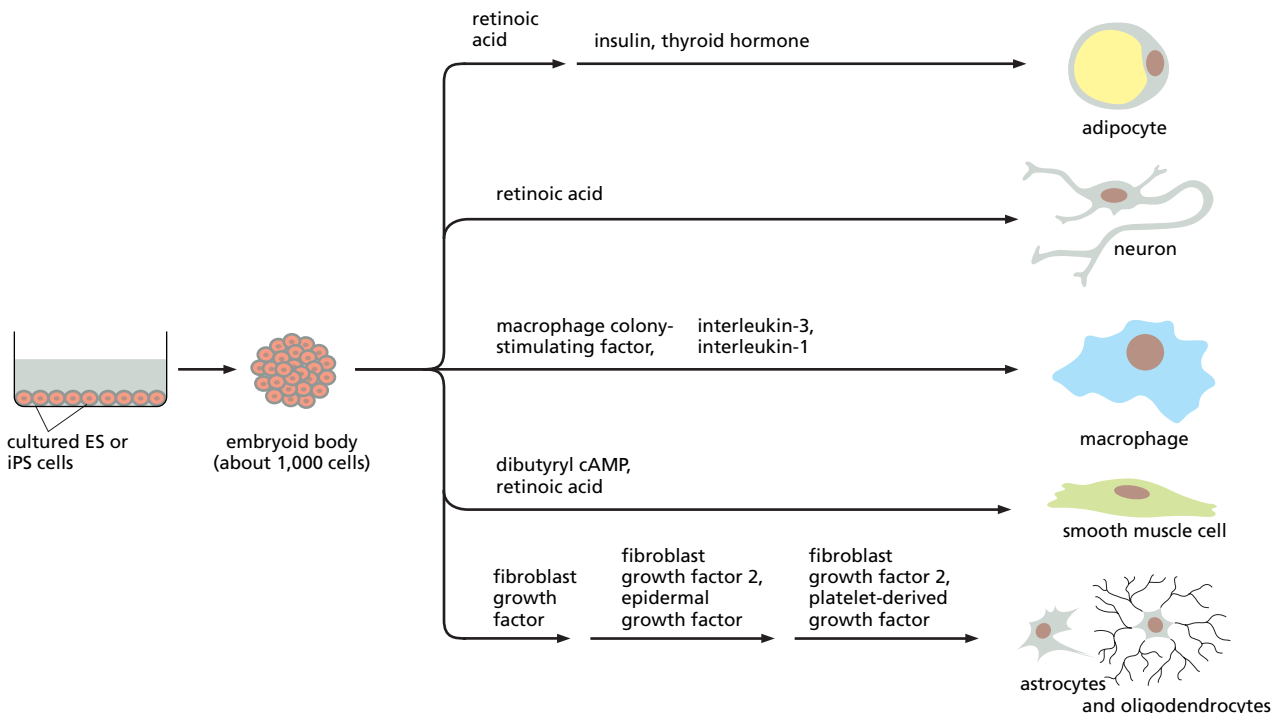 retinoic
acid
insulin, thyroid hormone
adipocyte
retinoic acid
neuron
macrophage colony-
stimulating factor,
interleukin-3,
interleukin-1
macrophage
cultured ES or
iPS cells
embryoid body
(about 1,000 cells)
dibutyryl cAMP,
retinoic acid
smooth muscle cell
fibroblast
growth
factor
fibroblast
growth factor 2,
epidermal
growth factor
fibroblast
growth factor 2,
platelet-derived
growth factor
astrocytes
and oligodendrocytes